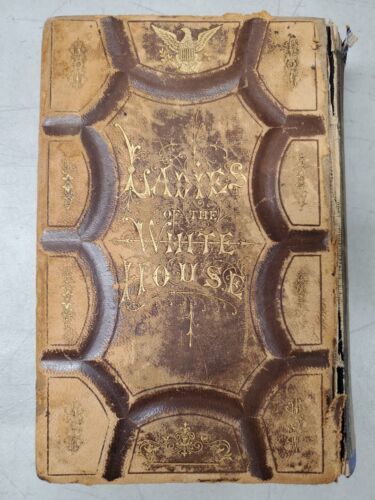 LADIES
OF THE
WHITE
HOUSE